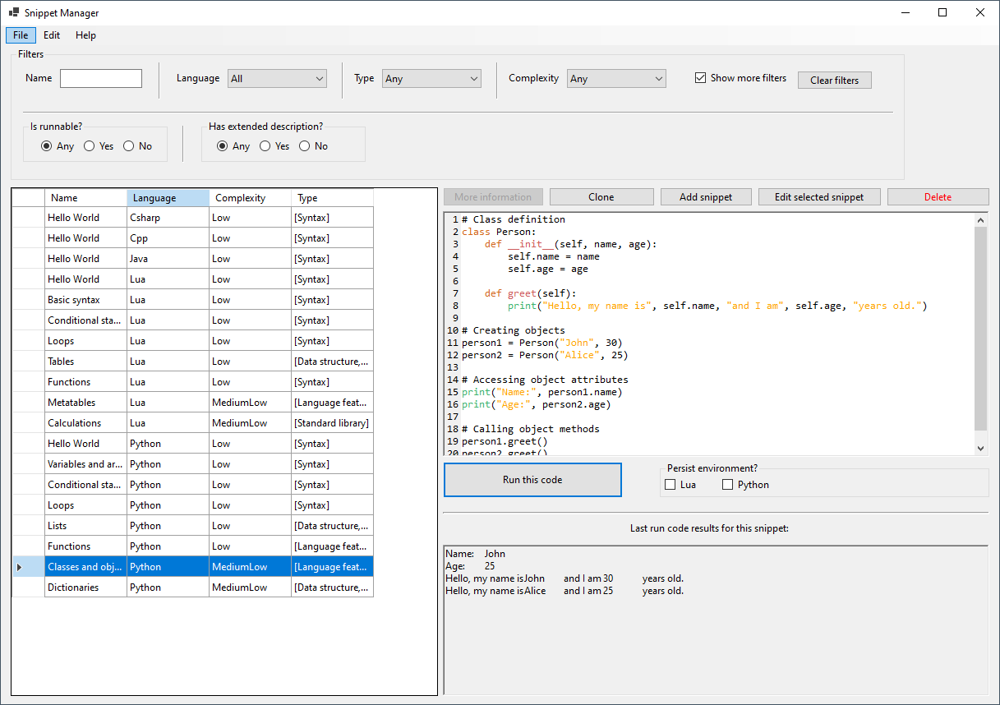 Snippet Manager
File Edit Help
Filters
Name Language All Type Any Complexity Any Show more filters Clear filters
Is runnable? Has extended description?
Any Yes No Any Yes No
Name Language Complexity Type
Hello World Csharp Low [Syntax]
Hello World Cpp Low [Syntax]
Hello World Java Low [Syntax]
Hello World Lua Low [Syntax]
Basic syntax Lua Low [Syntax]
Conditional sta... Lua Low [Syntax]
Loops Lua Low [Syntax]
Tables Lua Low [Data structure,...
Functions Lua Low [Syntax]
Metatables Lua MediumLow [Language feat...
Calculations Lua MediumLow [Standard library]
Hello World Python Low [Syntax]
Variables and ar... Python Low [Syntax]
Conditional sta... Python Low [Syntax]
Loops Python Low [Syntax]
Lists Python Low [Data structure,...
Functions Python Low [Language feat...
Classes and obj... Python MediumLow [Language feat...
Dictionaries Python MediumLow [Data structure,...
More information Clone Add snippet Edit selected snippet Delete
1 # Class definition
2 class Person:
3     def __init__(self, name, age):
4         self.name = name
5         self.age = age
6
7     def greet(self):
8         print("Hello, my name is", self.name, "and I am", self.age, "years old.")
9
10 # Creating objects
11 person1 = Person("John", 30)
12 person2 = Person("Alice", 25)
13
14 # Accessing object attributes
15 print("Name:", person1.name)
16 print("Age:", person2.age)
17
18 # Calling object methods
19 person1.greet()
20 person2.greet()
Run this code Persist environment?
Lua Python
Last run code results for this snippet:
Name: John
Age: 25
Hello, my name is John and I am 30 years old.
Hello, my name is Alice and I am 25 years old.